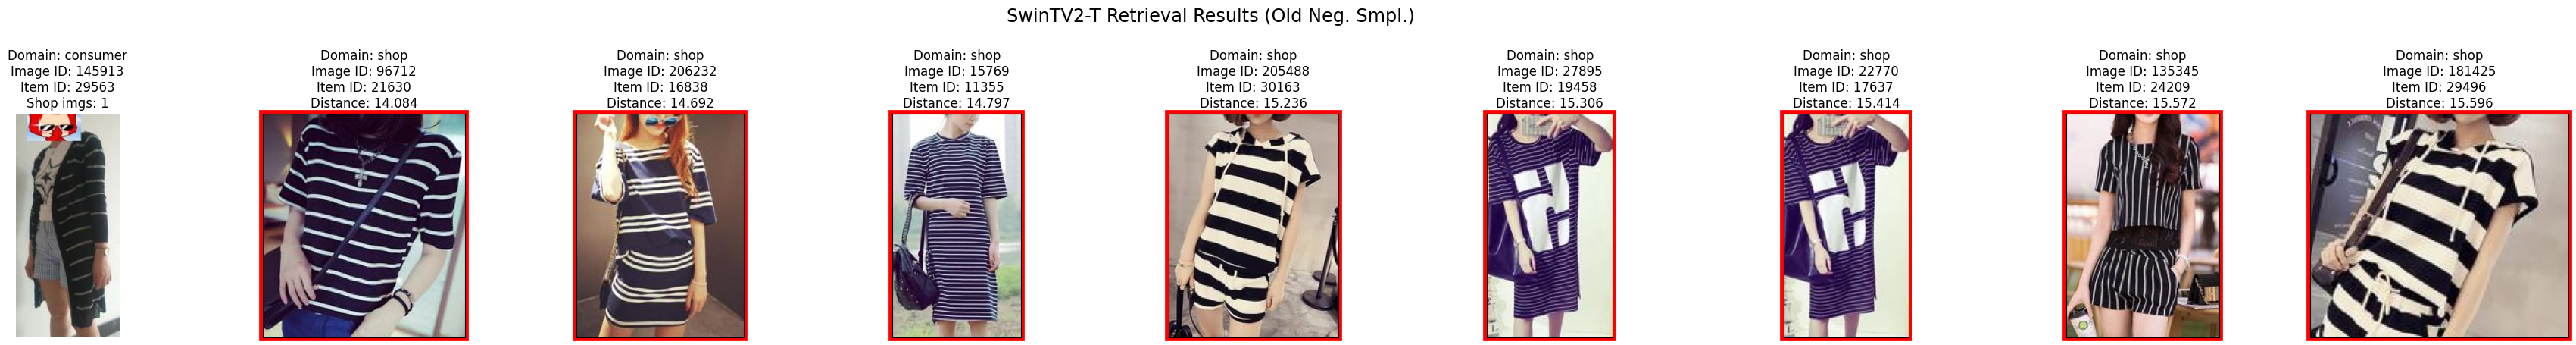 SwinTV2-T Retrieval Results (Old Neg. Smpl.)
Domain: consumer
Image ID: 145913
Item ID: 29563
Shop imgs: 1
Domain: shop
Image ID: 96712
Item ID: 21630
Distance: 14.084
Domain: shop
Image ID: 206232
Item ID: 16838
Distance: 14.692
Domain: shop
Image ID: 15769
Item ID: 11355
Distance: 14.797
Domain: shop
Image ID: 205488
Item ID: 30163
Distance: 15.236
Domain: shop
Image ID: 27895
Item ID: 19458
Distance: 15.306
Domain: shop
Image ID: 22770
Item ID: 17637
Distance: 15.414
Domain: shop
Image ID: 135345
Item ID: 24209
Distance: 15.572
Domain: shop
Image ID: 181425
Item ID: 29496
Distance: 15.596